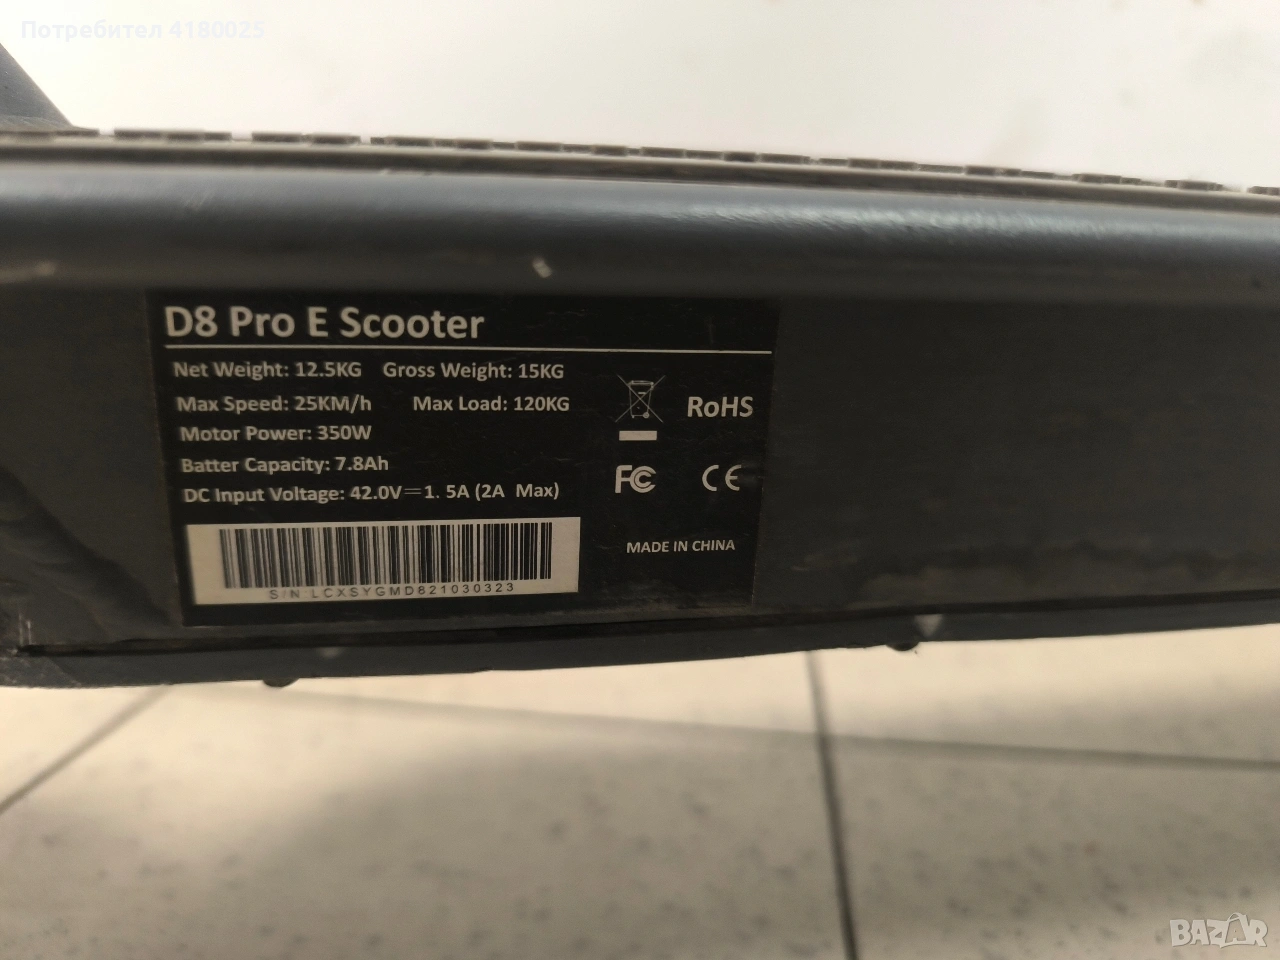 Потребител 4180025
D8 Pro E Scooter
Net Weight: 12.5KG Gross Weight: 15KG
Max Speed: 25KM/h Max Load: 120KG
Motor Power: 350W
Batter Capacity: 7.8Ah
DC Input Voltage: 42.0V⎓1. 5A (2A Max)
RoHS
FC CE
MADE IN CHINA
S/N:LCXSYGMD821030323
BAZAR